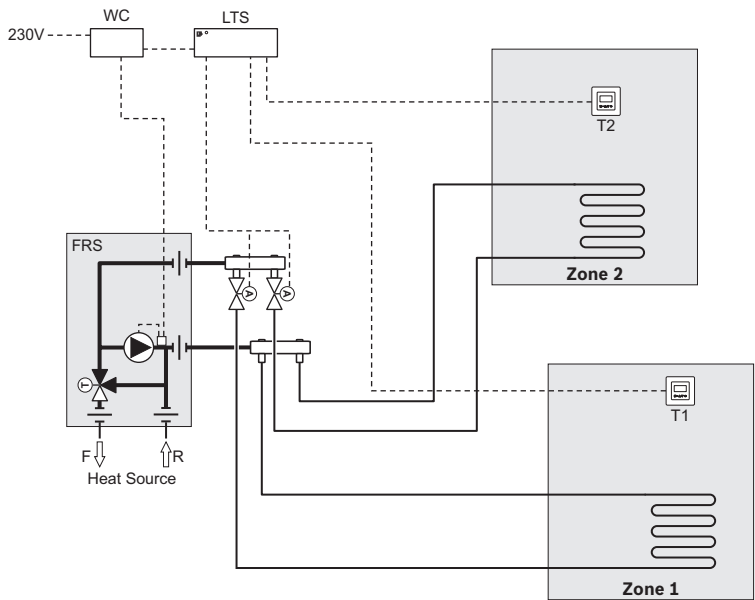 WC
LTS
230V
T2
FRS
A
A
Zone 2
T
T1
F
R
Heat Source
Zone 1